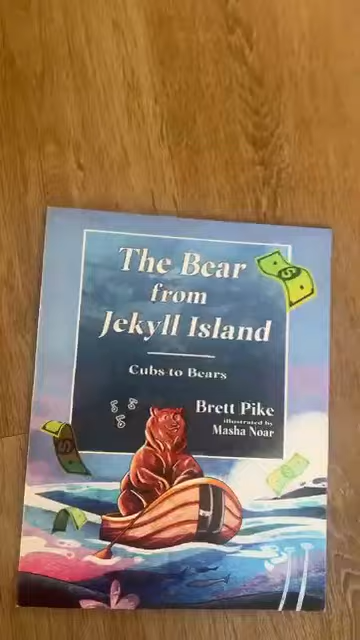 The Bear
from
Jekyll Island
Cubs to Bears
Brett Pike
illustrated by
Masha Noar